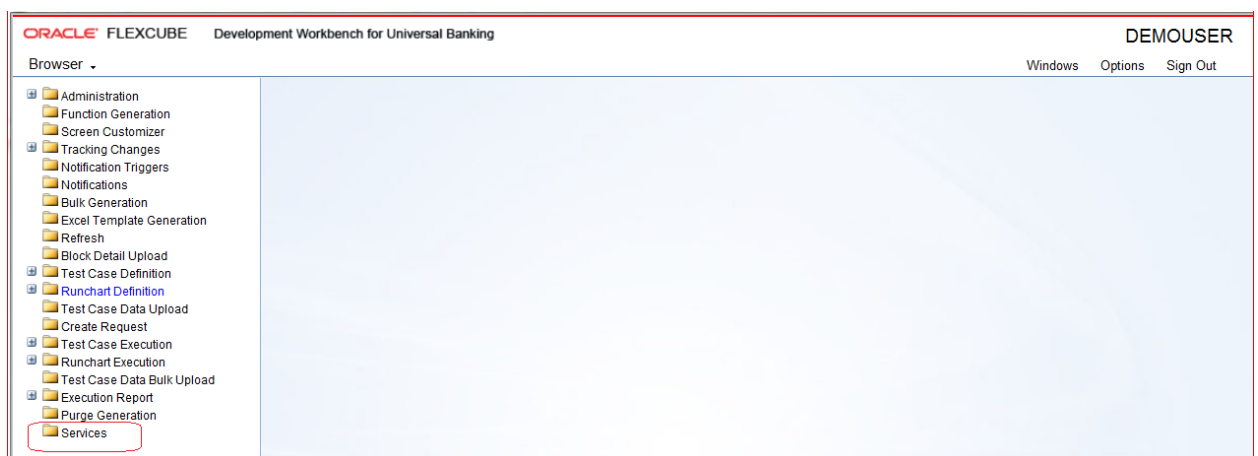 ORACLE FLEXCUBE Development Workbench for Universal Banking DEMOUSER
Browser Windows Options Sign Out
Administration
Function Generation
Screen Customizer
Tracking Changes
Notification Triggers
Notifications
Bulk Generation
Excel Template Generation
Refresh
Block Detail Upload
Test Case Definition
Runchart Definition
Test Case Data Upload
Create Request
Test Case Execution
Runchart Execution
Test Case Data Bulk Upload
Execution Report
Purge Generation
Services